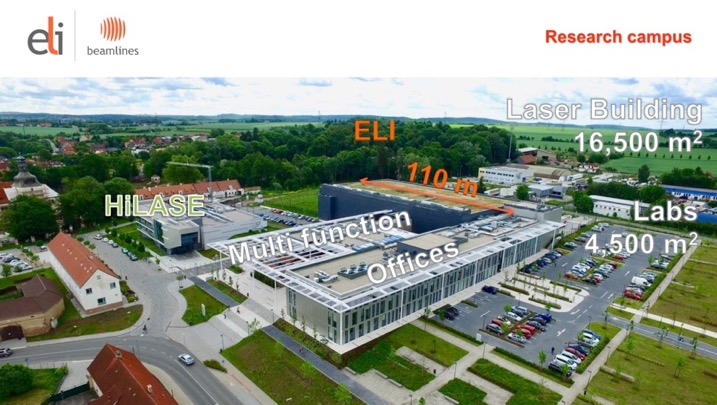 eli
beamlines
Research campus
Laser Building
16,500 m²
ELI
110 m
HiLASE
Labs
4,500 m²
Multi function
Offices